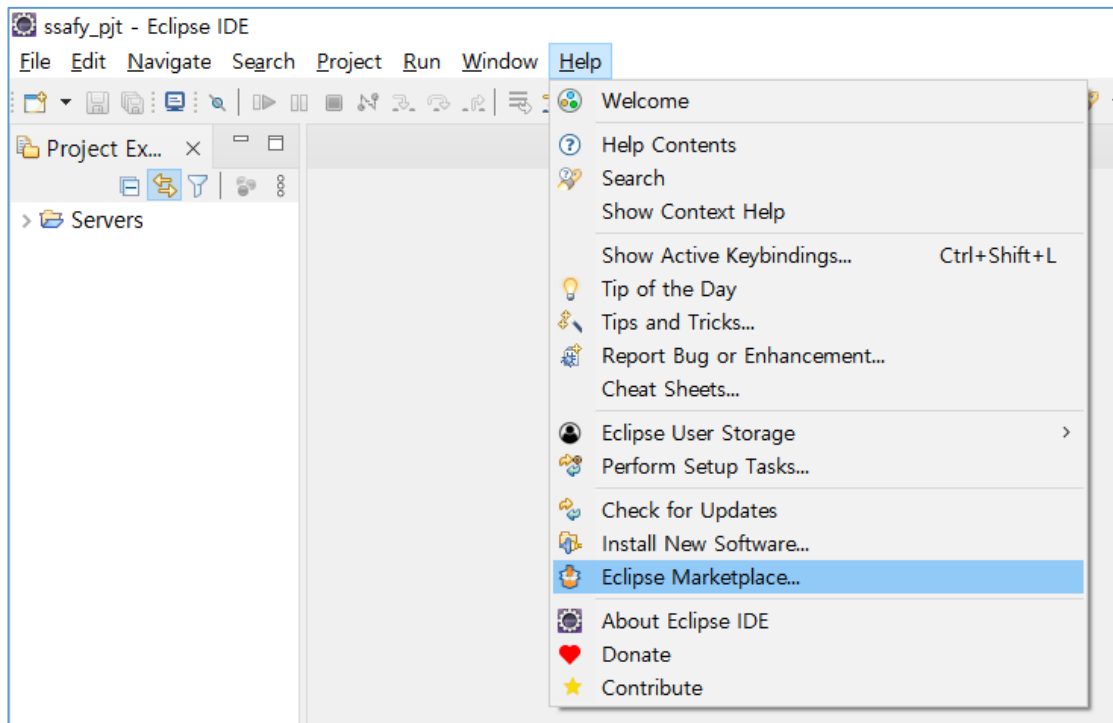 ssafy_pjt - Eclipse IDE
File Edit Navigate Search Project Run Window Help
Welcome
Project Ex...
Help Contents
Search
Show Context Help
Servers
Show Active Keybindings... Ctrl+Shift+L
Tip of the Day
Tips and Tricks...
Report Bug or Enhancement...
Cheat Sheets...
Eclipse User Storage
Perform Setup Tasks...
Check for Updates
Install New Software...
Eclipse Marketplace...
About Eclipse IDE
Donate
Contribute